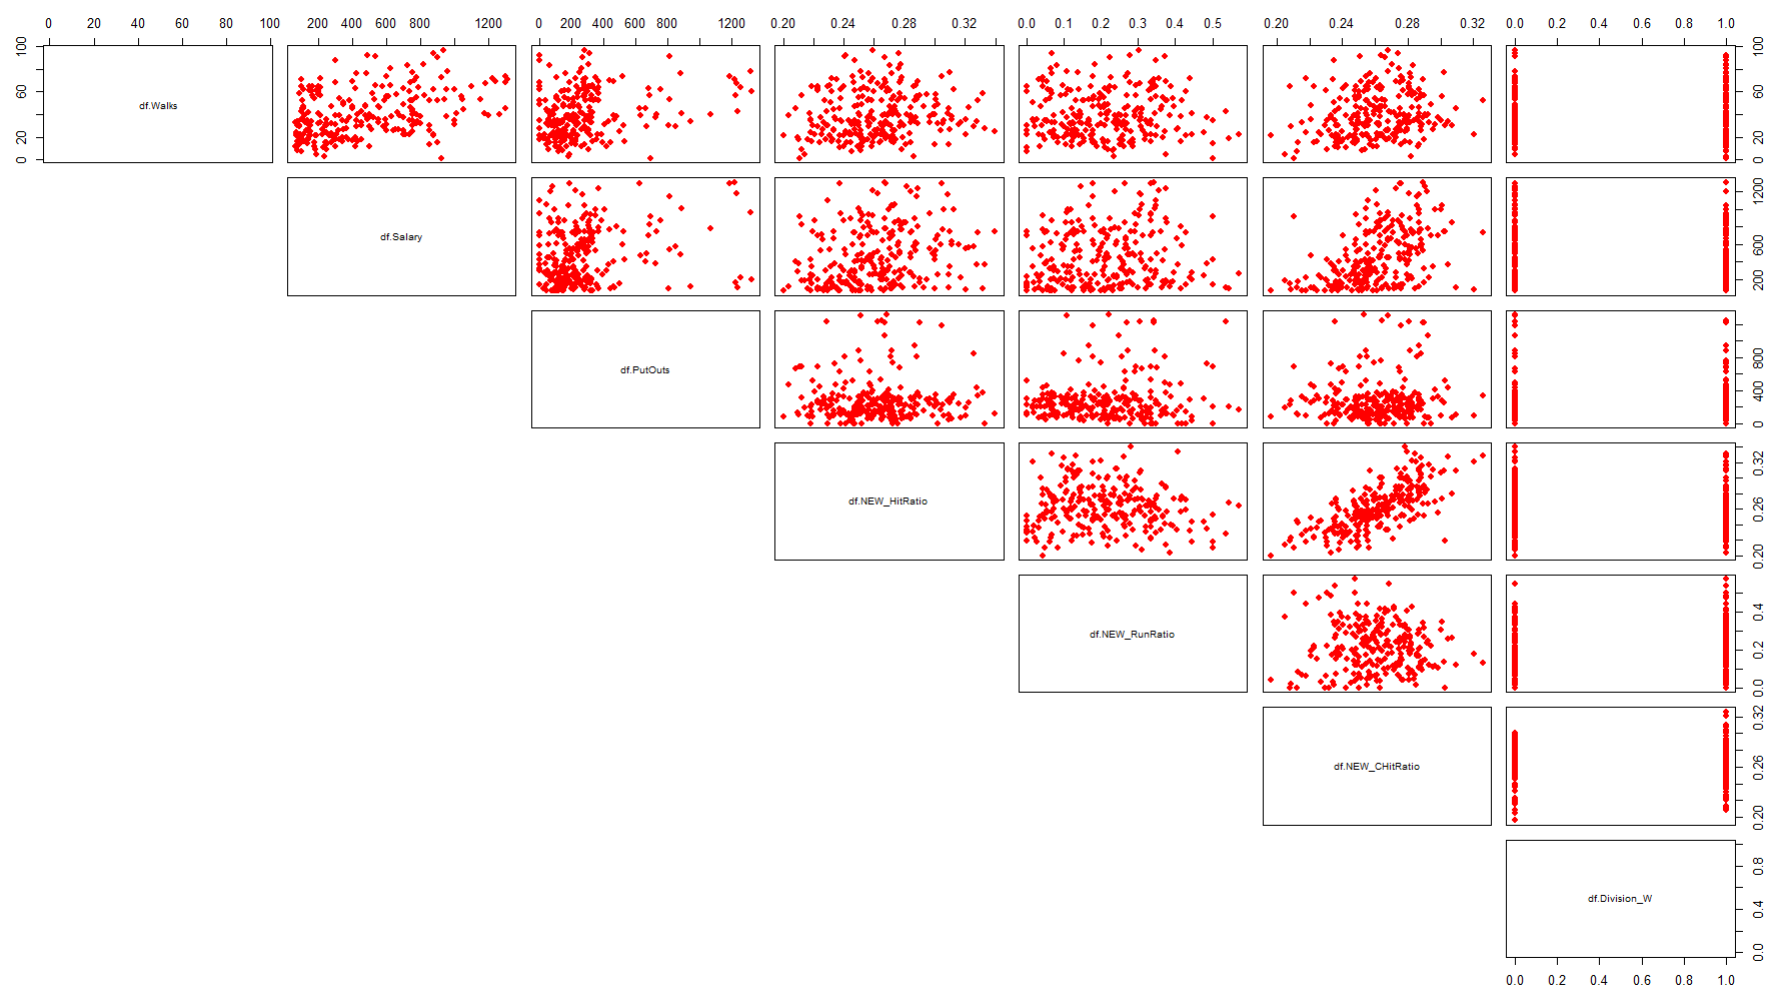 0 20 40 60 80 100 200 400 600 800 1200 0 200 400 600 800 1200 0.20 0.24 0.28 0.32 0.0 0.1 0.2 0.3 0.4 0.5 0.20 0.24 0.28 0.32 0.0 0.2 0.4 0.6 0.8 1.0
0 20 60 100
df.Walks
0 20 60 100
df.Salary
200 600 1200
df.PutOuts
0 400 800
df.NEW_HitRatio
0.20 0.26 0.32
df.NEW_RunRatio
0.0 0.2 0.4
df.NEW_CHitRatio
0.20 0.26 0.32
df.Division_W
0.0 0.4 0.8
0.0 0.2 0.4 0.6 0.8 1.0